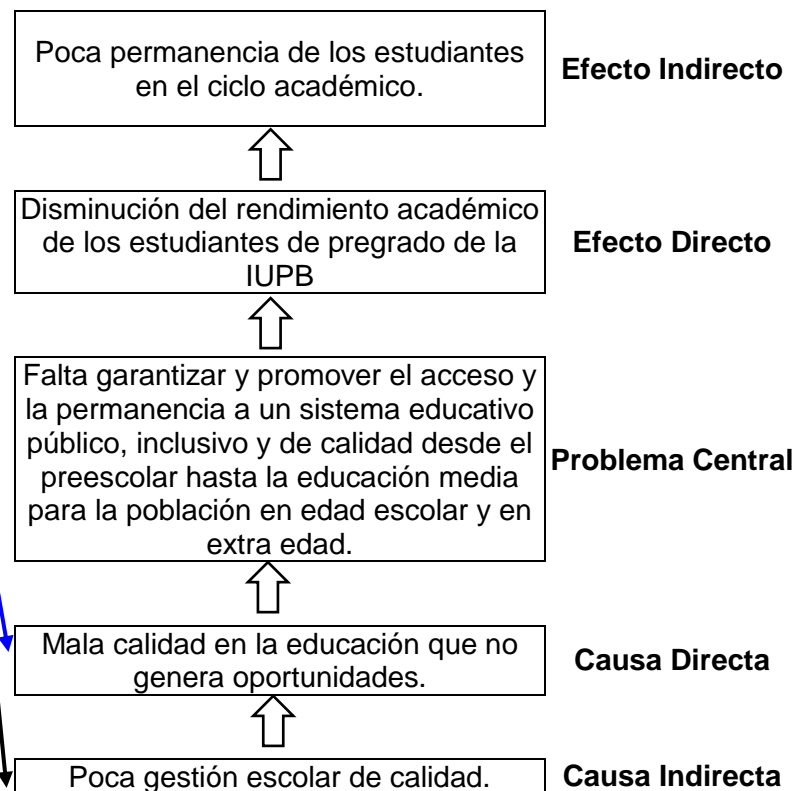 Poca permanencia de los estudiantes
en el ciclo académico.
Efecto Indirecto
Disminución del rendimiento académico
de los estudiantes de pregrado de la
IUPB
Efecto Directo
Falta garantizar y promover el acceso y
la permanencia a un sistema educativo
público, inclusivo y de calidad desde el
preescolar hasta la educación media
para la población en edad escolar y en
extra edad.
Problema Central
Mala calidad en la educación que no
genera oportunidades.
Causa Directa
Poca gestión escolar de calidad.
Causa Indirecta